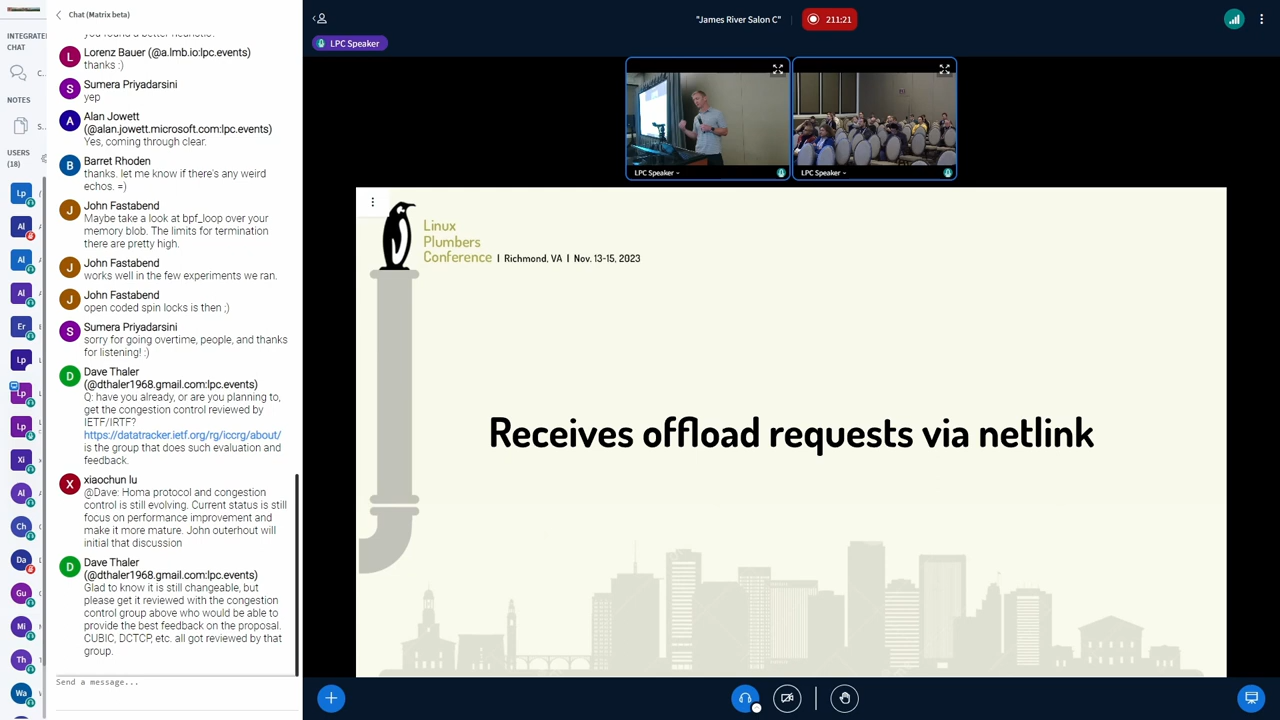 Chat (Matrix beta)
INTEGRATE
CHAT
C.
NOTES
S...
USERS
(18)
you found a better heuristic?
Lorenz Bauer (@a.lmb.io:lpc.events)
thanks :)
Sumera Priyadarsini
yep
Alan Jowett
(@alan.jowett.microsoft.com:lpc.events)
Yes, coming through clear.
Barret Rhoden
thanks. let me know if there's any weird
echos. =)
John Fastabend
Maybe take a look at bpf_loop over your
memory blob. The limits for termination
there are pretty high.
John Fastabend
works well in the few experiments we ran.
John Fastabend
open coded spin locks is then ;)
Sumera Priyadarsini
sorry for going overtime, people, and thanks
for listening! :)
Dave Thaler
(@dthaler1968.gmail.com:lpc.events)
Q: have you already, or are you planning to,
get the congestion control reviewed by
IETF/IRTF?
https://datatracker.ietf.org/rg/iccrg/about/
is the group that does such evaluation and
feedback.
xiaochun lu
@Dave: Homa protocol and congestion
control is still evolving. Current status is still
focus on performance improvement and
make it more mature. John outerhout will
initial that discussion
Dave Thaler
(@dthaler1968.gmail.com:lpc.events)
Glad to know it is still changeable, but
please get it reviewed with the congestion
control group above who would be able to
provide the best feedback on the proposal.
CUBIC, DCTCP, etc. all got reviewed by that
group.
Send a message...
"James River Salon C"
211:21
LPC Speaker
LPC Speaker
LPC Speaker
Linux
Plumbers
Conference | Richmond, VA | Nov. 13-15, 2023
Receives offload requests via netlink